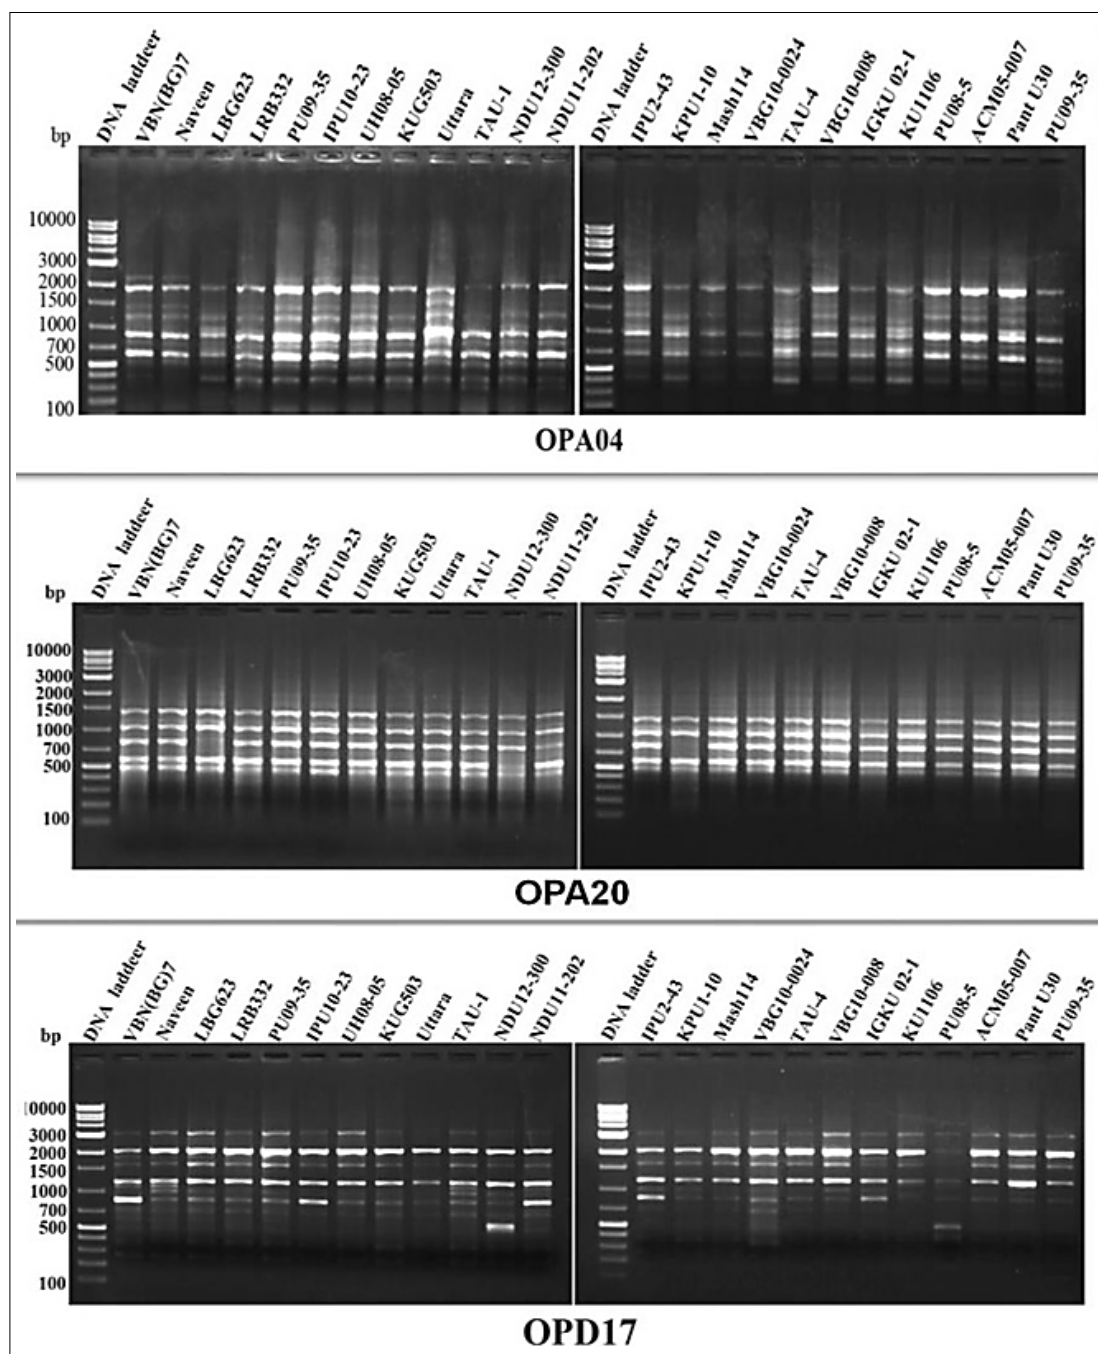 DNA laddeer VBN(BG)7 Naveen LBG623 LRB332 PU09-35 IPU10-23 UH08-05 KUG503 Uttara TAU-1 NDU12-300 NDU11-202 DNA ladder IPU2-43 KPU1-10 Mash114 VBG10-0024 TAU-4 VBG10-008 IGKU 02-1 KU1106 PU08-5 ACM05-007 Pant U30 PU09-35
bp
10000
3000
2000
1500
1000
700
500
100
OPA04
DNA laddeer VBN(BG)7 Naveen LBG623 LRB332 PU09-35 IPU10-23 UH08-05 KUG503 Uttara TAU-1 NDU12-300 NDU11-202 DNA ladder IPU2-43 KPU1-10 Mash114 VBG10-0024 TAU-4 VBG10-008 IGKU 02-1 KU1106 PU08-5 ACM05-007 Pant U30 PU09-35
bp
10000
3000
2000
1500
1000
700
500
100
OPA20
DNA laddeer VBN(BG)7 Naveen LBG623 LRB332 PU09-35 IPU10-23 UH08-05 KUG503 Uttara TAU-1 NDU12-300 NDU11-202 DNA ladder IPU2-43 KPU1-10 Mash114 VBG10-0024 TAU-4 VBG10-008 IGKU 02-1 KU1106 PU08-5 ACM05-007 Pant U30 PU09-35
bp
10000
3000
2000
1500
1000
700
500
100
OPD17